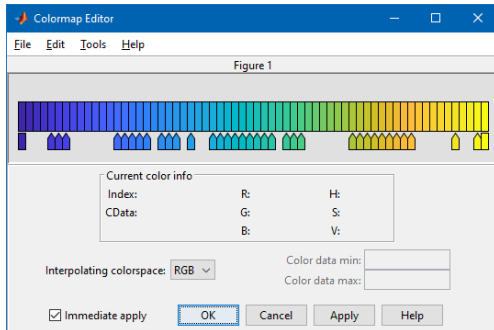 Colormap Editor
File Edit Tools Help
Figure 1
Current color info
Index: R: H:
CData: G: S:
B: V:
Interpolating colorspace: RGB
Color data min:
Color data max:
Immediate apply OK Cancel Apply Help